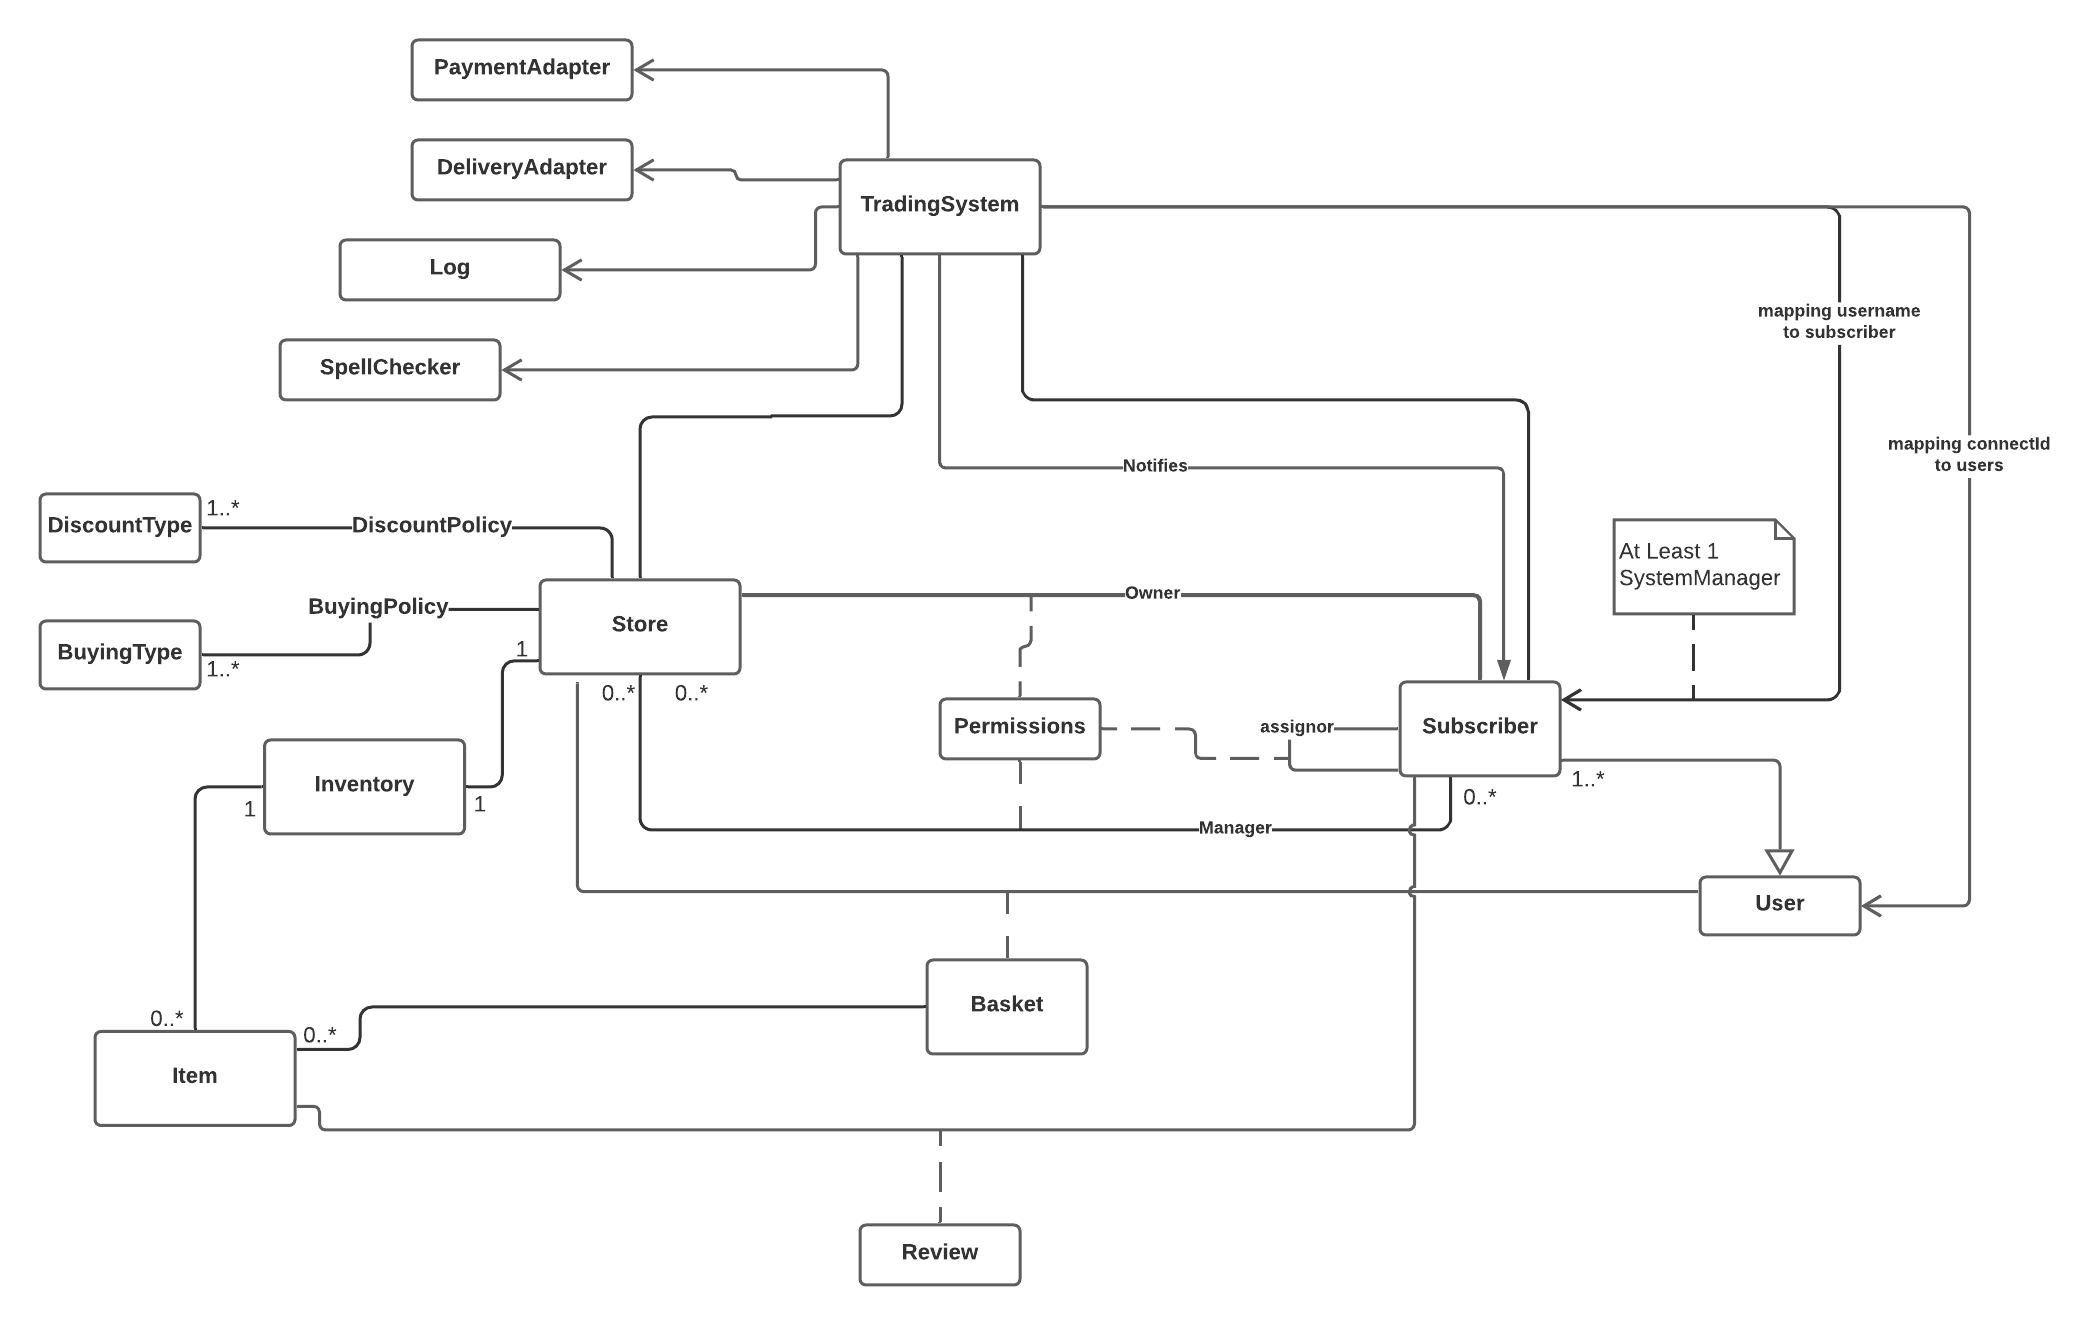 PaymentAdapter
DeliveryAdapter
TradingSystem
Log
mapping username
to subscriber
SpellChecker
mapping connectId
to users
Notifies
DiscountType
1..*
DiscountPolicy
At Least 1
SystemManager
Owner
BuyingPolicy
Store
BuyingType
1..*
1
0..*
0..*
Permissions
assignor
Subscriber
1..*
Inventory
1
1
0..*
Manager
User
Basket
0..*
0..*
Item
Review